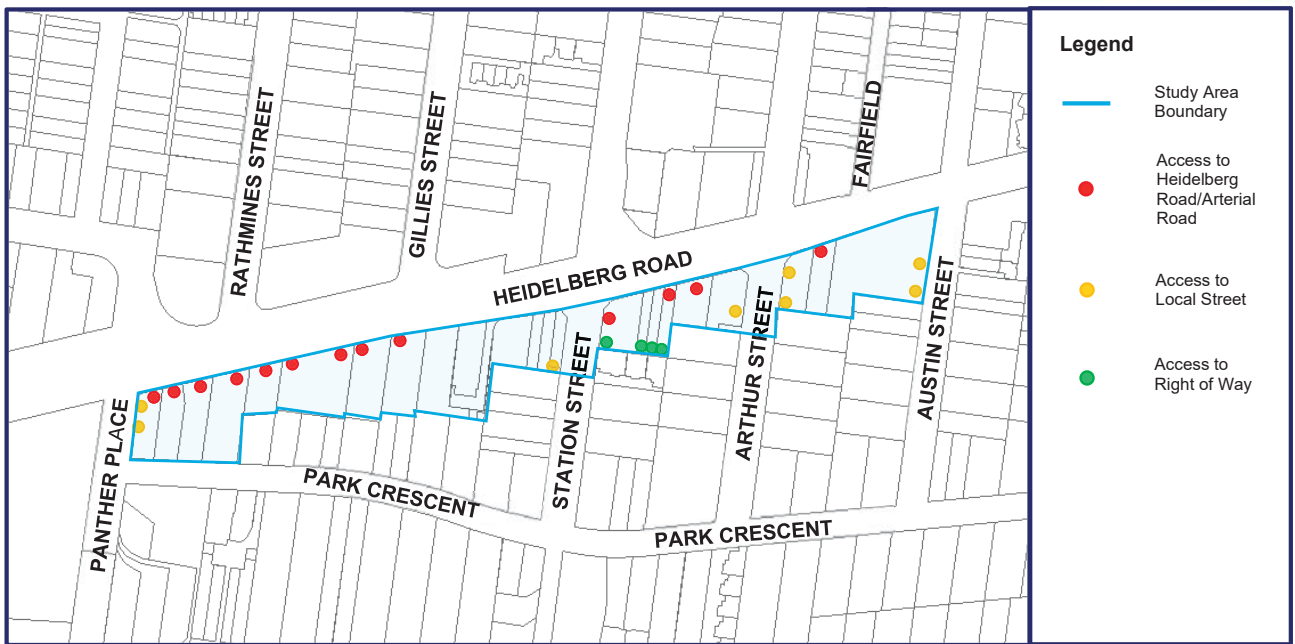 RATHMINES STREET
GILLIES STREET
FAIRFIELD
HEIDELBERG ROAD
PANTHER PLACE
STATION STREET
ARTHUR STREET
AUSTIN STREET
PARK CRESCENT
PARK CRESCENT
Legend
Study Area
Boundary
Access to
Heidelberg
Road/Arterial
Road
Access to
Local Street
Access to
Right of Way